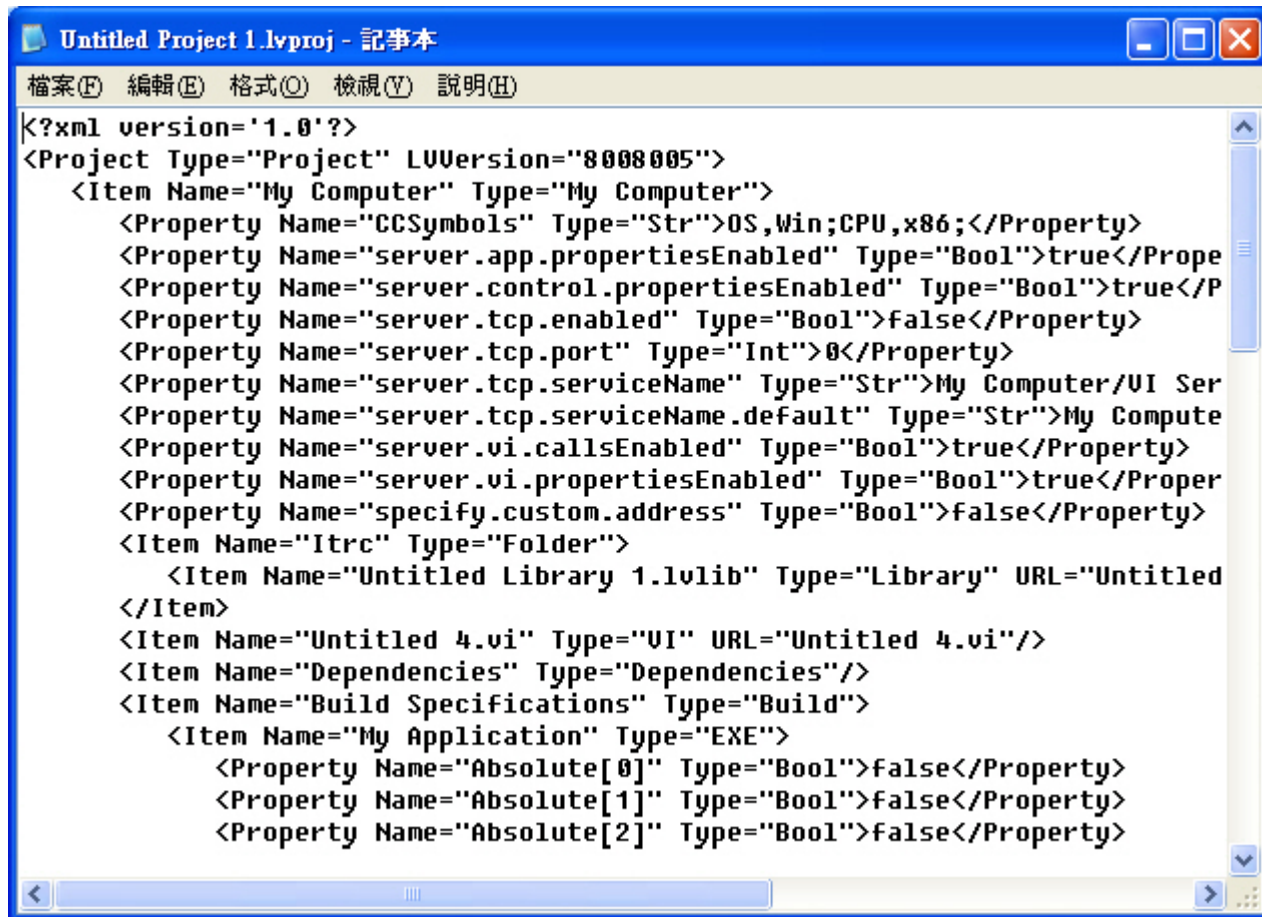 Untitled Project 1.lvproj - 記事本
檔案(F) 編輯(E) 格式(O) 檢視(V) 說明(H)
<?xml version='1.0'?>
<Project Type="Project" LVVersion="8008005">
<Item Name="My Computer" Type="My Computer">
<Property Name="CCSymbols" Type="Str">OS,Win;CPU,x86;</Property>
<Property Name="server.app.propertiesEnabled" Type="Bool">true</Prope
<Property Name="server.control.propertiesEnabled" Type="Bool">true</P
<Property Name="server.tcp.enabled" Type="Bool">false</Property>
<Property Name="server.tcp.port" Type="Int">0</Property>
<Property Name="server.tcp.serviceName" Type="Str">My Computer/VI Ser
<Property Name="server.tcp.serviceName.default" Type="Str">My Compute
<Property Name="server.vi.callsEnabled" Type="Bool">true</Property>
<Property Name="server.vi.propertiesEnabled" Type="Bool">true</Proper
<Property Name="specify.custom.address" Type="Bool">false</Property>
<Item Name="Itrc" Type="Folder">
<Item Name="Untitled Library 1.lvlib" Type="Library" URL="Untitled
</Item>
<Item Name="Untitled 4.vi" Type="VI" URL="Untitled 4.vi"/>
<Item Name="Dependencies" Type="Dependencies"/>
<Item Name="Build Specifications" Type="Build">
<Item Name="My Application" Type="EXE">
<Property Name="Absolute[0]" Type="Bool">false</Property>
<Property Name="Absolute[1]" Type="Bool">false</Property>
<Property Name="Absolute[2]" Type="Bool">false</Property>